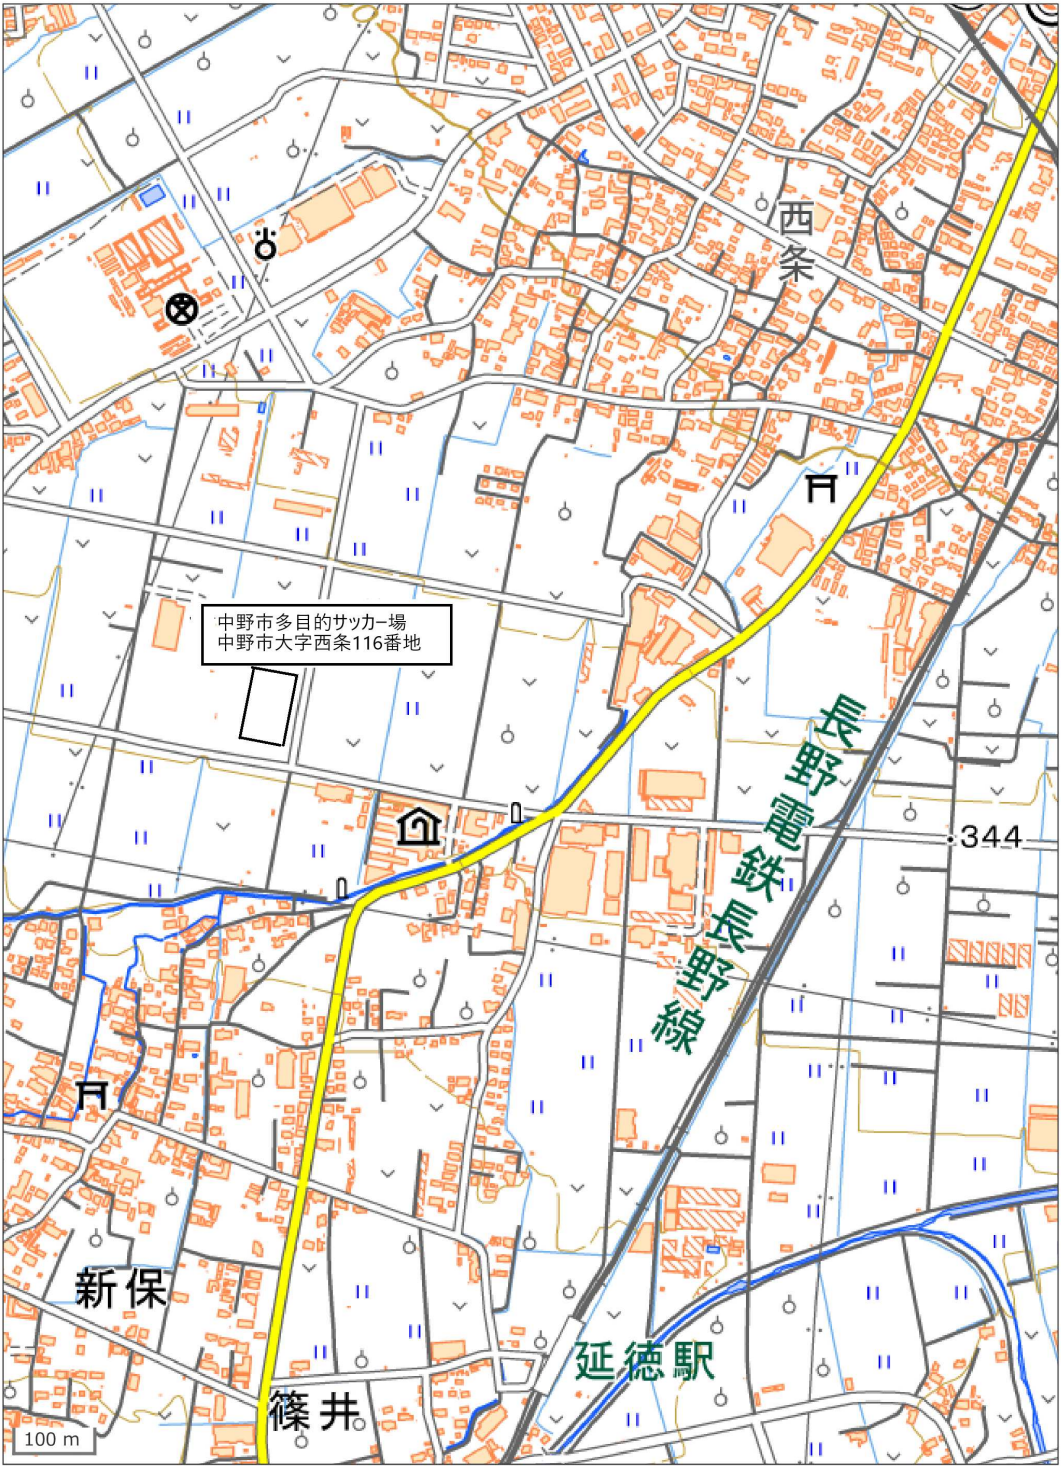 西条
中野市多目的サッカー場
中野市大字西条116番地
長野電鉄長野線
344
新保
延徳駅
篠井
100 m